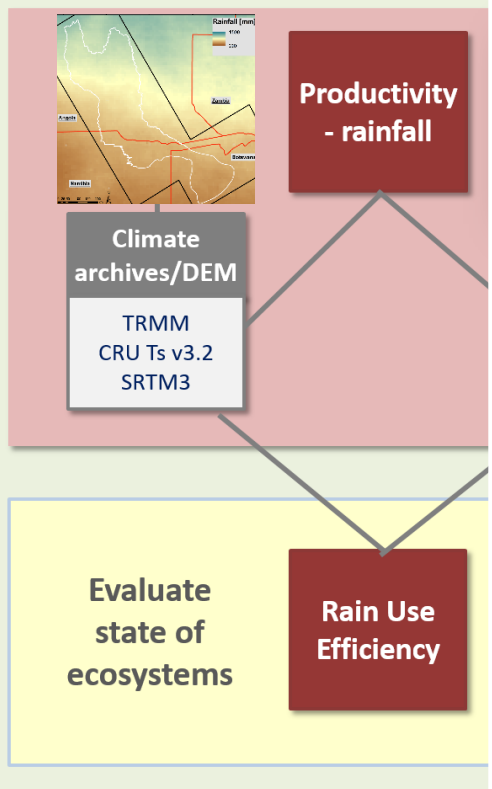 Rainfall [mm]
Zambia
Angola
Botswana
Namibia
Productivity
- rainfall
Climate
archives/DEM
TRMM
CRU Ts v3.2
SRTM3
Evaluate
state of
ecosystems
Rain Use
Efficiency